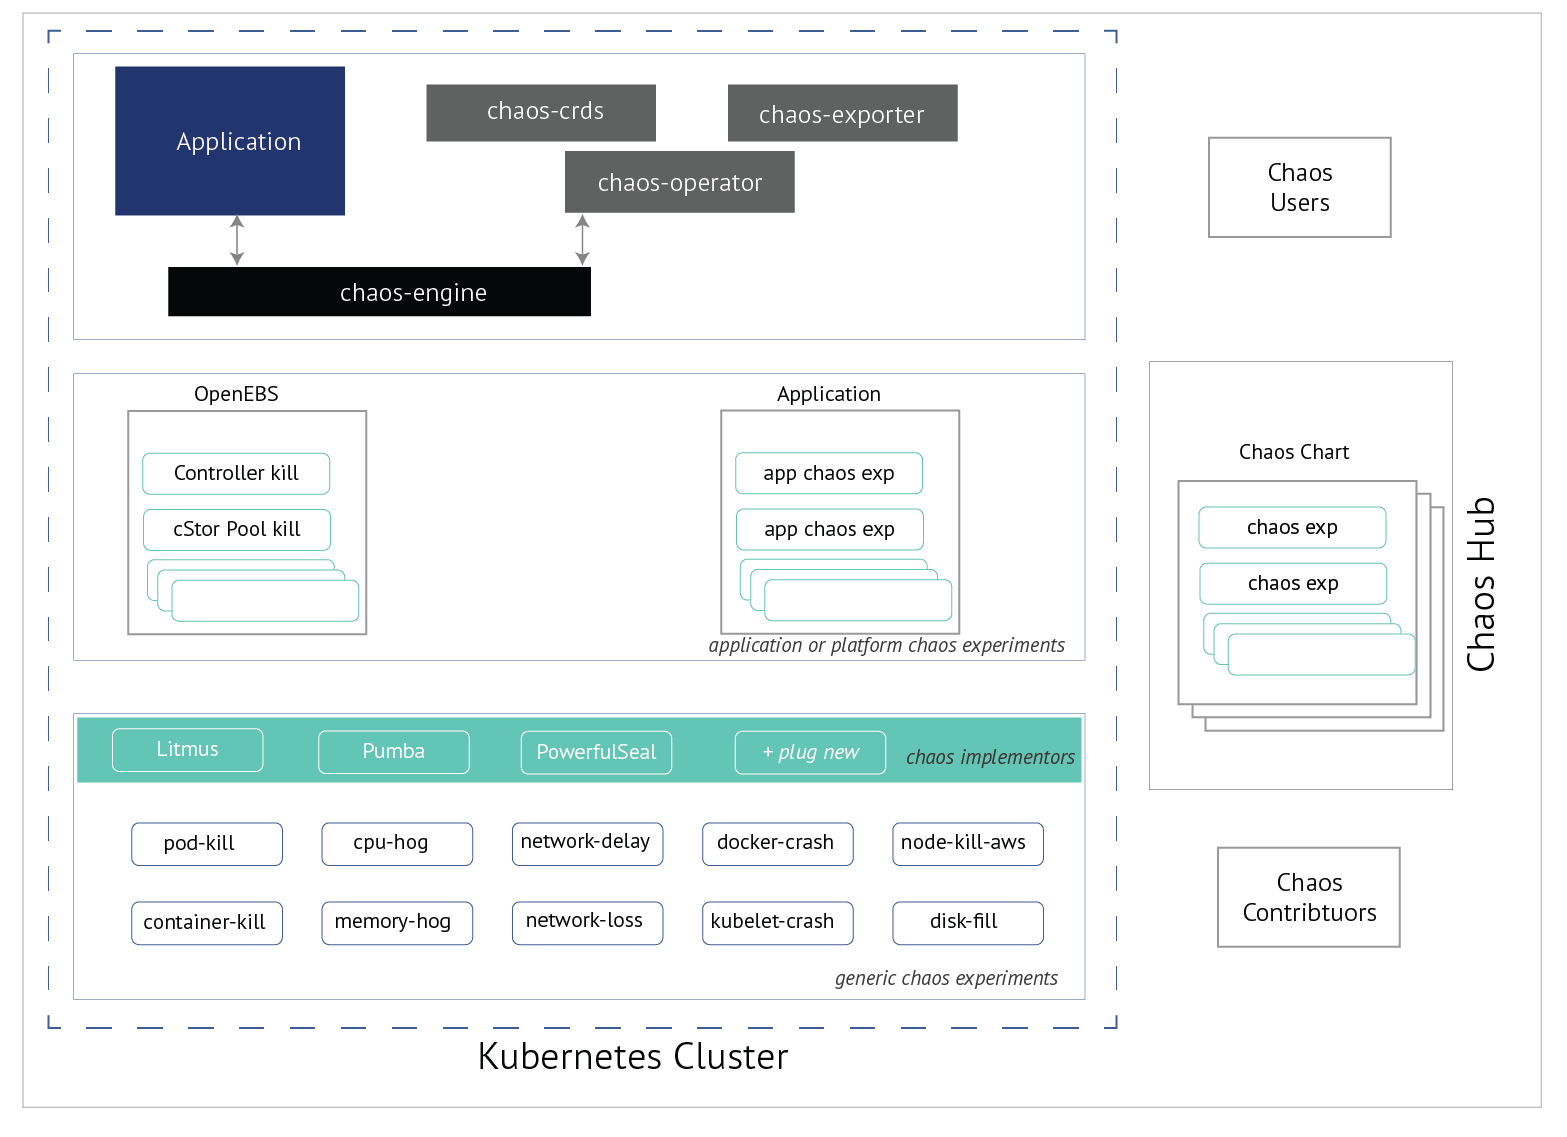 Application
chaos-crds
chaos-exporter
chaos-operator
chaos-engine
OpenEBS
Controller kill
cStor Pool kill
Application
app chaos exp
app chaos exp
application or platform chaos experiments
Litmus
Pumba
PowerfulSeal
+ plug new
chaos implementors
pod-kill
cpu-hog
network-delay
docker-crash
node-kill-aws
container-kill
memory-hog
network-loss
kubelet-crash
disk-fill
generic chaos experiments
Kubernetes Cluster
Chaos
Users
Chaos Chart
chaos exp
chaos exp
Chaos Hub
Chaos
Contribtuors